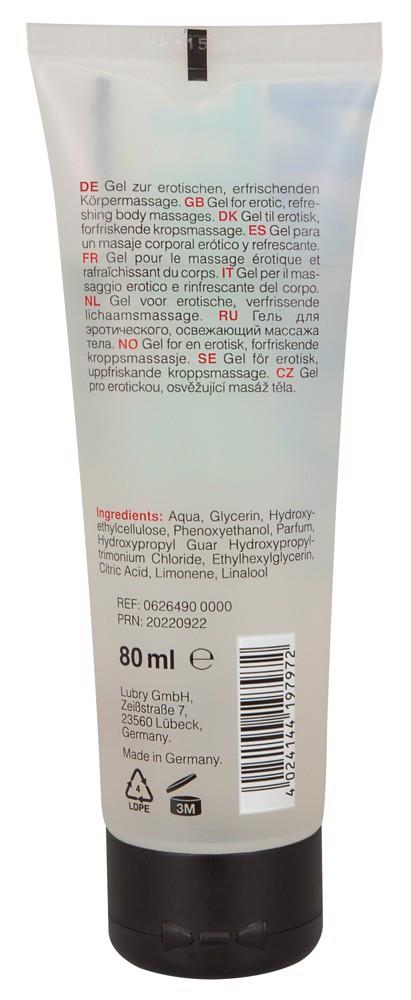 DE Gel zur erotischen, erfrischenden
Körpermassage. GB Gel for erotic, refre-
shing body massages. DK Gel til erotisk,
forfriskende kropsmassage. ES Gel para
un masaje corporal erótico y refrescante.
FR Gel pour le massage érotique et
rafraîchissant du corps. IT Gel per il mas-
saggio erotico e rinfrescante del corpo.
NL Gel voor erotische, verfrissende
lichaamsmassage. RU Гель для
эротического, освежающий массажа
тела. NO Gel for en erotisk, forfriskende
kroppsmassasje. SE Gel för erotisk,
uppfriskande kroppsmassage. CZ Gel
pro erotickou, osvěžující masáž těla.
Ingredients: Aqua, Glycerin, Hydroxy-
ethylcellulose, Phenoxyethanol, Parfum,
Hydroxypropyl Guar Hydroxypropyl-
trimonium Chloride, Ethylhexylglycerin,
Citric Acid, Limonene, Linalool
REF: 0626490 0000
PRN: 20220922
80 ml ℮
Lubry GmbH,
Zeißstraße 7,
23560 Lübeck,
Germany.
Made in Germany.
4
LDPE
3M
4 024144 197972